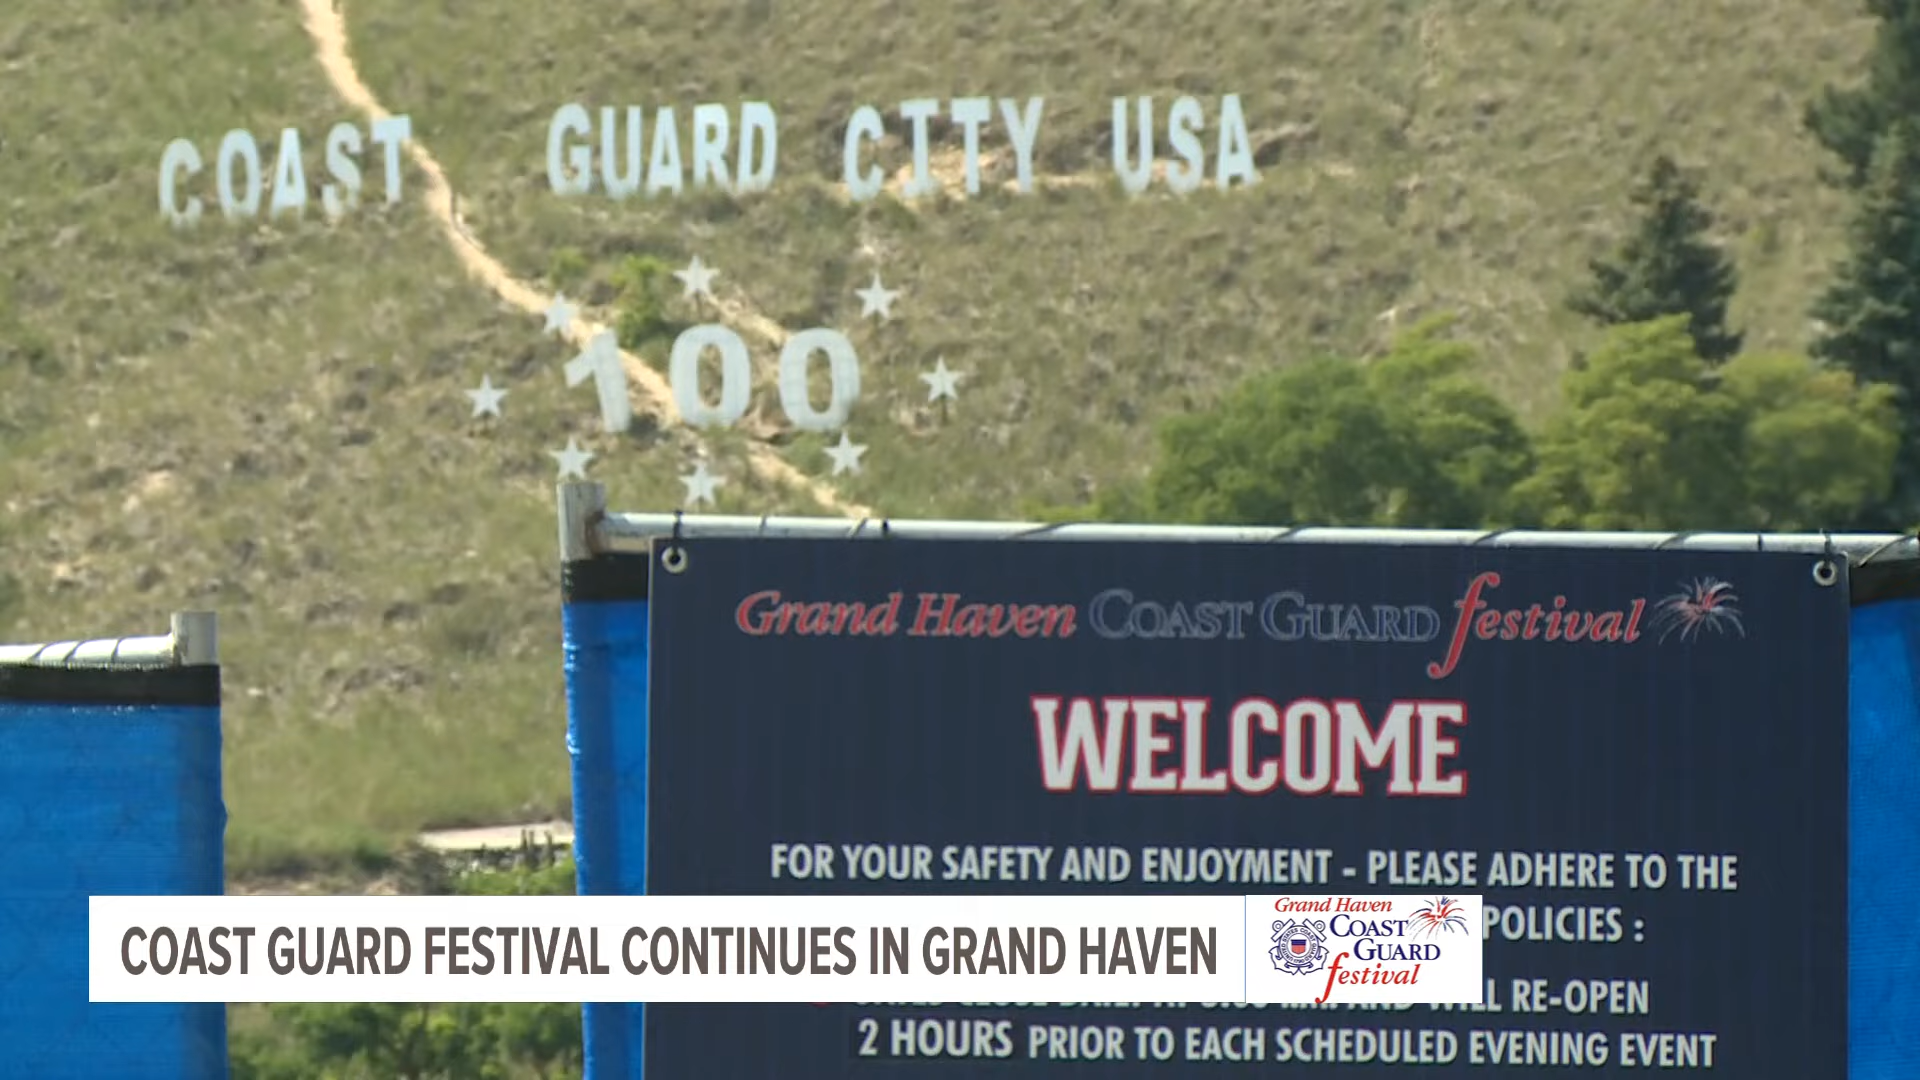 COAST GUARD CITY USA
100
Grand Haven COAST GUARD festival
WELCOME
FOR YOUR SAFETY AND ENJOYMENT - PLEASE ADHERE TO THE
POLICIES :
RE-OPEN
2 HOURS PRIOR TO EACH SCHEDULED EVENING EVENT
COAST GUARD FESTIVAL CONTINUES IN GRAND HAVEN
Grand Haven
COAST
GUARD
festival